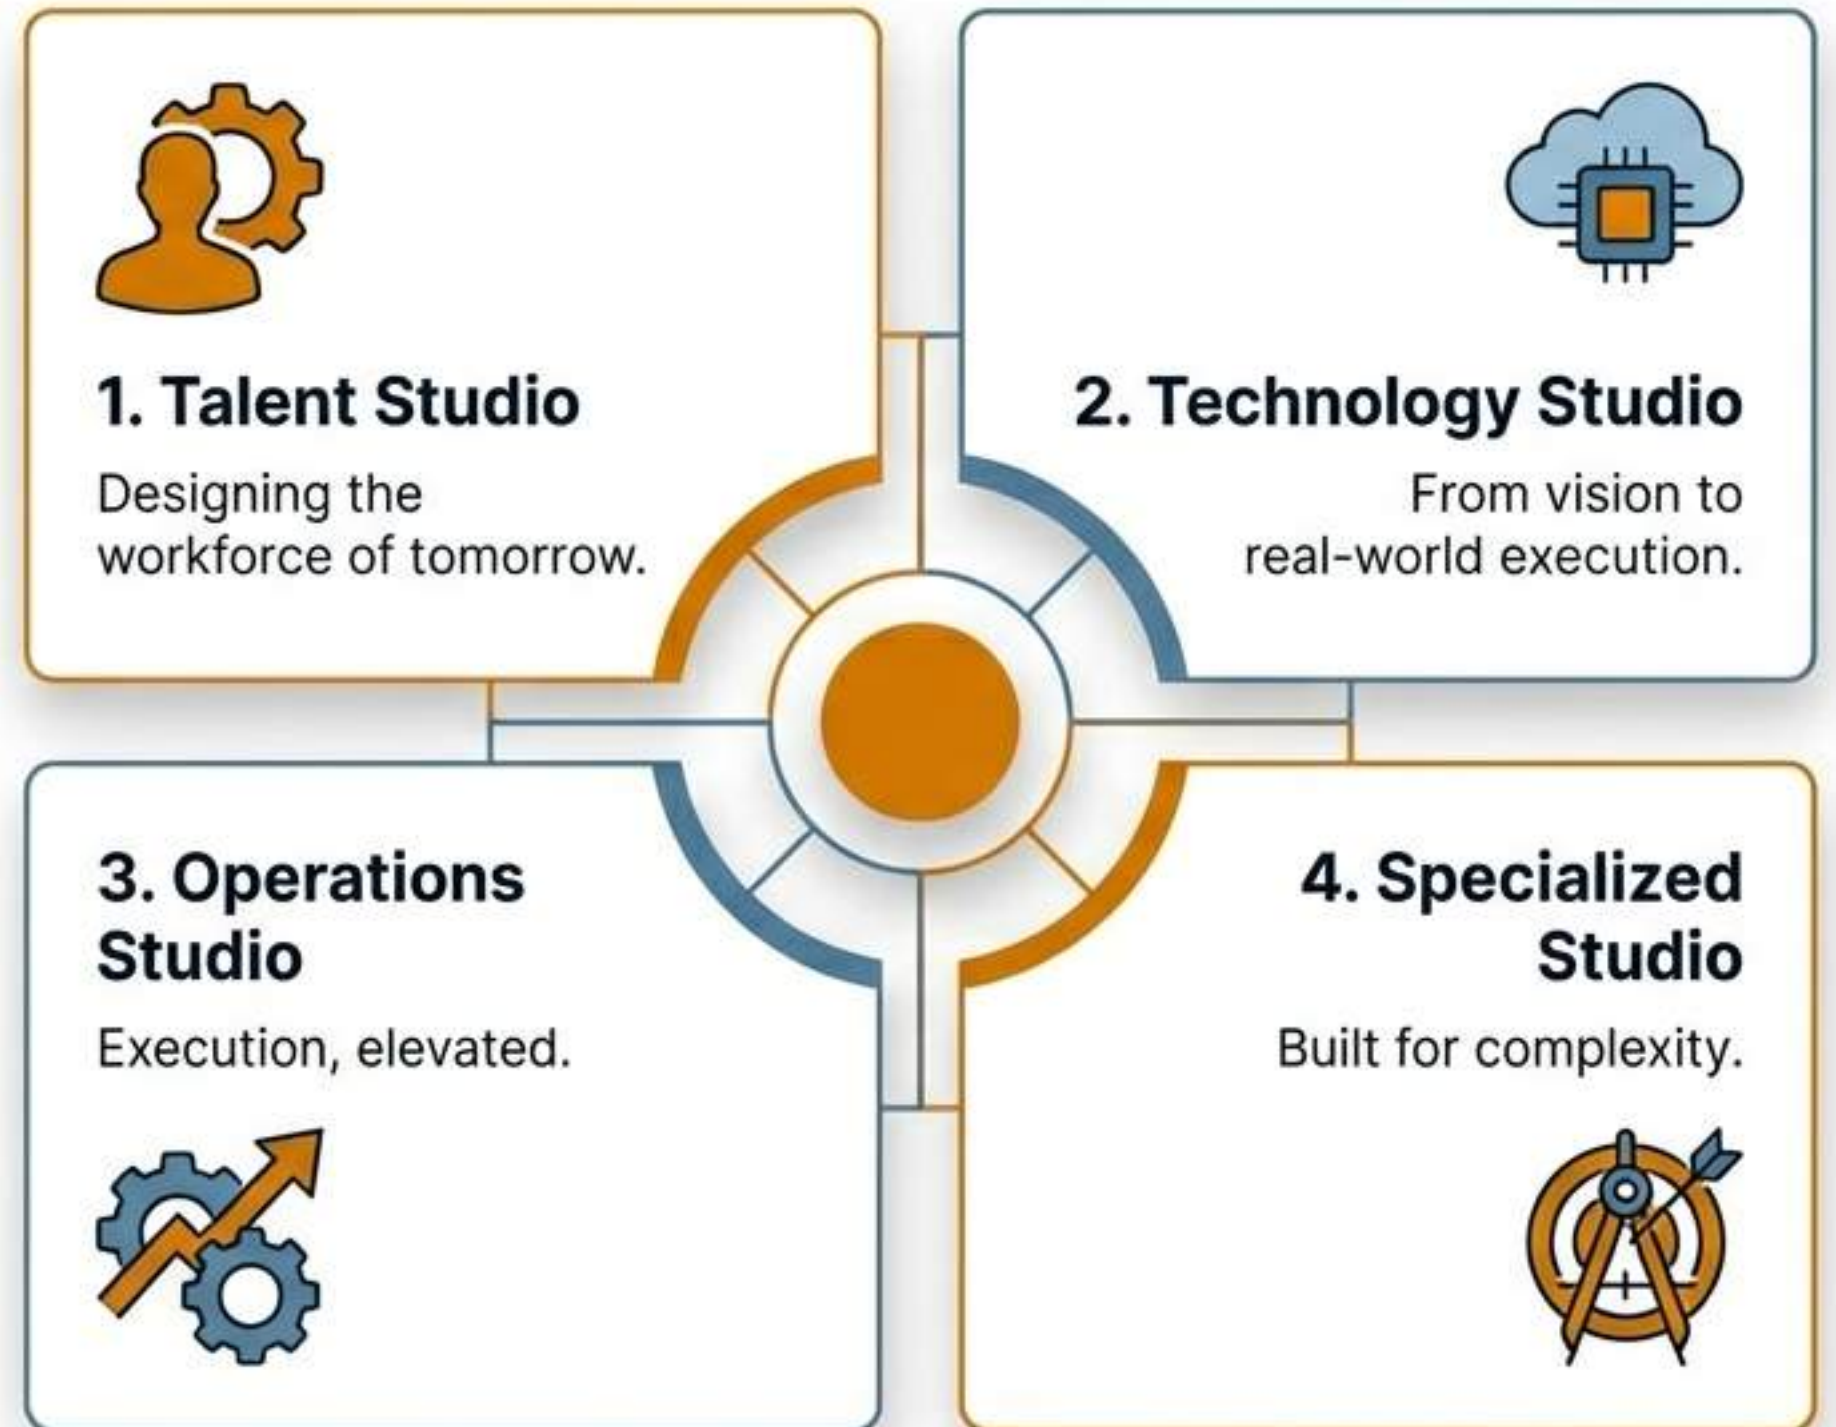 1. Talent Studio
Designing the
workforce of tomorrow.
2. Technology Studio
From vision to
real-world execution.
3. Operations
Studio
Execution, elevated.
4. Specialized
Studio
Built for complexity.